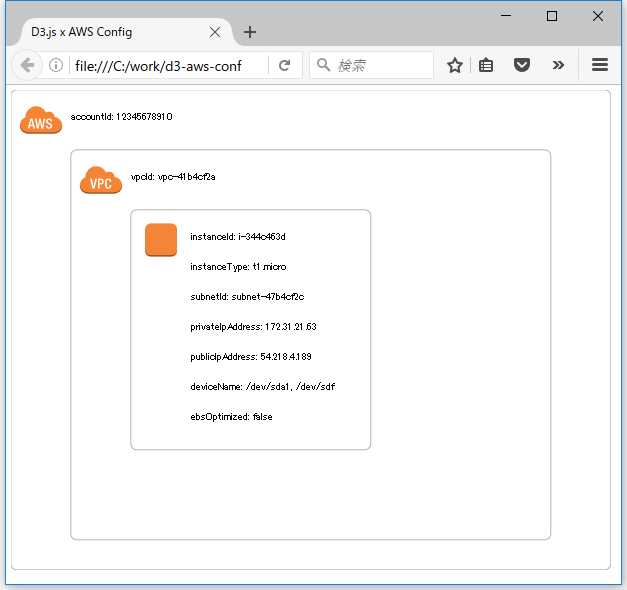 D3.js x AWS Config
file:///C:/work/d3-aws-conf
検索
AWS
accountId: 12345678910
VPC
vpcId: vpc-41b4cf2a
instanceId: i-344c463d
instanceType: t1.micro
subnetId: subnet-47b4cf2c
privateIpAddress: 172.31.21.63
publicIpAddress: 54.218.4.189
deviceName: /dev/sda1, /dev/sdf
ebsOptimized: false